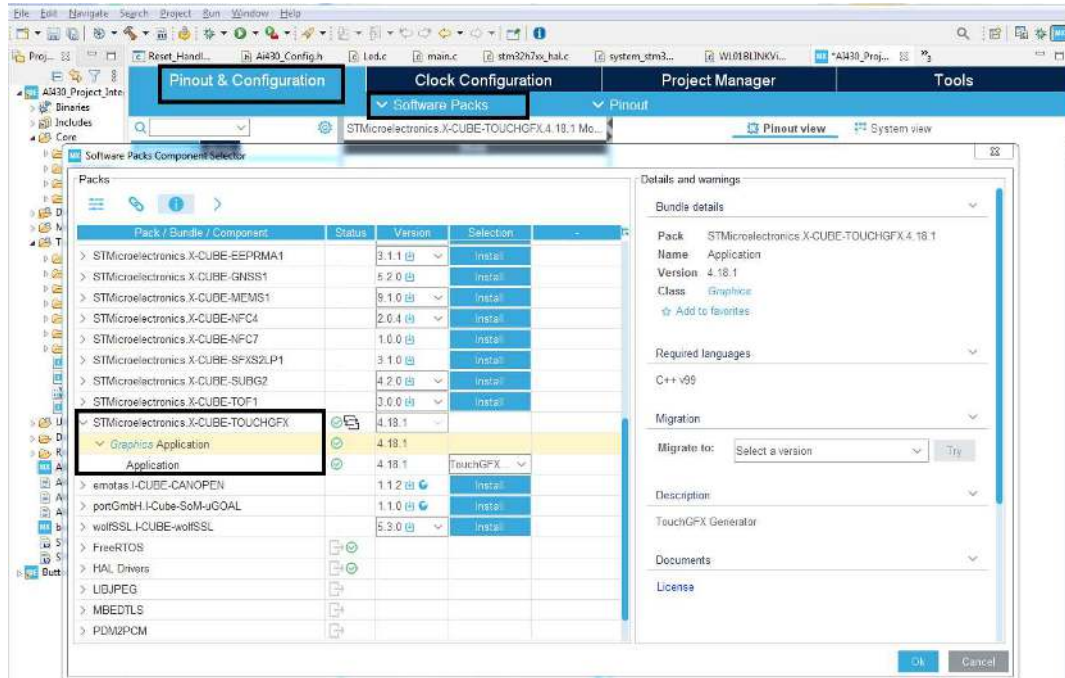 File Edit Navigate Search Project Run Window Help
Proj...
Reset_Handl...
Ai430_Config.h
Led.c
main.c
stm32h7xx_hal.c
system_stm3...
WL01BLINKVi...
*AI430_Proj...
Pinout & Configuration
Clock Configuration
Project Manager
Tools
AI430_Project_Inte
Software Packs
Pinout
Binaries
Includes
Core
STMicroelectronics.X-CUBE-TOUCHGFX.4.18.1 Mo...
Pinout view
System view
Software Packs Component Selector
Packs
Details and warnings
Bundle details
Pack / Bundle / Component
Status
Version
Selection
Pack STMicroelectronics.X-CUBE-TOUCHGFX.4.18.1
Name Application
Version 4.18.1
Class Graphics
Add to favorites
STMicroelectronics.X-CUBE-EEPRMA1 3.1.1 Install
STMicroelectronics.X-CUBE-GNSS1 5.2.0 Install
STMicroelectronics.X-CUBE-MEMS1 9.1.0 Install
STMicroelectronics.X-CUBE-NFC4 2.0.4 Install
STMicroelectronics.X-CUBE-NFC7 1.0.0 Install
STMicroelectronics.X-CUBE-SFXS2LP1 3.1.0 Install
STMicroelectronics.X-CUBE-SUBG2 4.2.0 Install
STMicroelectronics.X-CUBE-TOF1 3.0.0 Install
STMicroelectronics.X-CUBE-TOUCHGFX 4.18.1
Graphics Application 4.18.1
Application 4.18.1 TouchGFX...
emotas.I-CUBE-CANOPEN 1.1.2 Install
portGmbH.I-Cube-SoM-uGOAL 1.1.0 Install
wolfSSL.I-CUBE-wolfSSL 5.3.0 Install
FreeRTOS
HAL Drivers
LIBJPEG
MBEDTLS
PDM2PCM
Required languages
C++ v99
Migration
Migrate to: Select a version Try
Description
TouchGFX Generator
Documents
License
Butt
Ok
Cancel